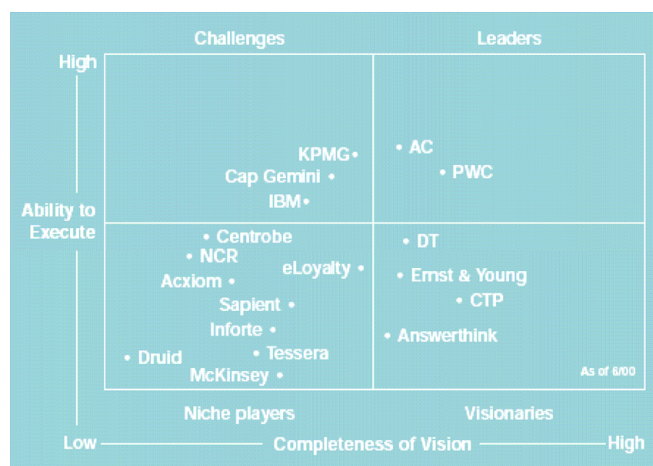 Challenges
Leaders
High
AC
KPMG
PWC
Cap Gemini
IBM
Ability to
Execute
Centrobe
DT
NCR
eLoyalty
Ernst & Young
Acxiom
CTP
Sapient
Inforte
Answerthink
Tessera
Druid
McKinsey
As of 6/00
Niche players
Visionaries
Low
Completeness of Vision
High